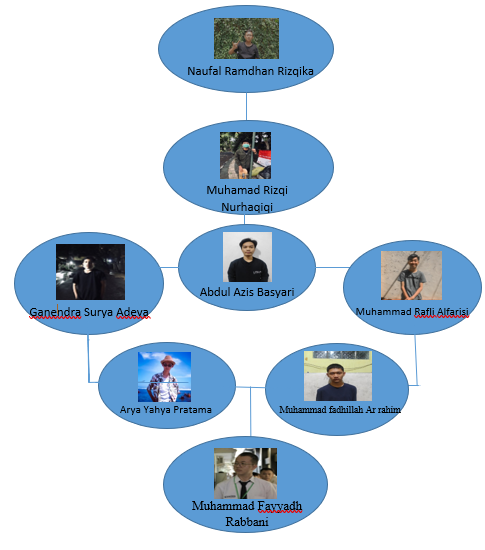 Naufal Ramdhan Rizqika
Muhamad Rizqi
Nurhaqiqi
Abdul Azis Basyari
Ganendra Surya Adeva
Muhammad Rafli Alfarisi
Arya Yahya Pratama
Muhammad fadhillah Ar rahim
Muhammad Fayyadh
Rabbani